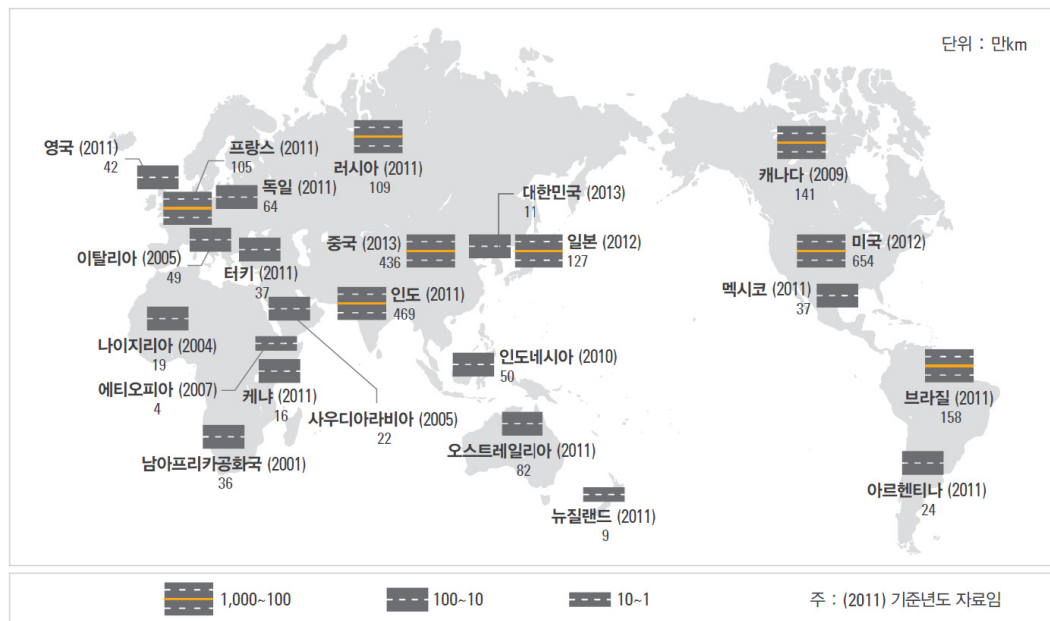 단위 : 만km
영국 (2011)
42
프랑스 (2011)
105
독일 (2011)
64
러시아 (2011)
109
대한민국 (2013)
11
캐나다 (2009)
141
이탈리아 (2005)
49
터키 (2011)
37
중국 (2013)
436
일본 (2012)
127
미국 (2012)
654
인도 (2011)
469
멕시코 (2011)
37
나이지리아 (2004)
19
에티오피아 (2007)
4
케냐 (2011)
16
사우디아라비아 (2005)
22
인도네시아 (2010)
50
브라질 (2011)
158
남아프리카공화국 (2001)
36
오스트레일리아 (2011)
82
뉴질랜드 (2011)
9
아르헨티나 (2011)
24
1,000~100
100~10
10~1
주 : (2011) 기준년도 자료임